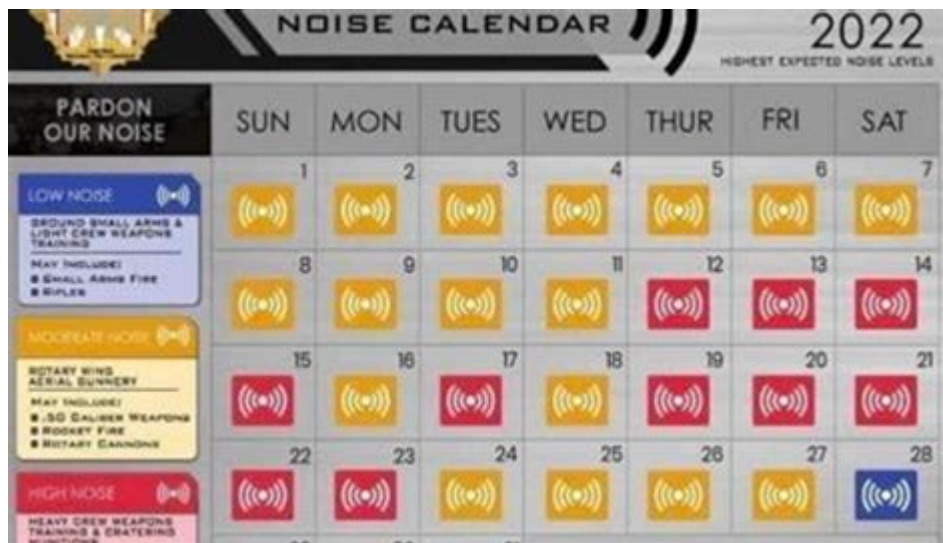 NOISE CALENDAR
2022
HIGHEST EXPECTED NOISE LEVELS
PARDON
OUR NOISE
SUN MON TUES WED THUR FRI SAT
1 2 3 4 5 6 7
LOW NOISE
GROUND SMALL ARMS &
LIGHT CREW WEAPONS
TRAINING
MAY INCLUDE:
SMALL ARMS FIRE
RIFLES
8 9 10 11 12 13 14
MODERATE NOISE
ROTARY WING
AERIAL GUNNERY
MAY INCLUDE:
.50 CALIBER WEAPONS
ROCKET FIRE
ROTARY CANNONS
15 16 17 18 19 20 21
22 23 24 25 26 27 28
HIGH NOISE
HEAVY CREW WEAPONS
TRAINING & CRATERING
MUNITIONS